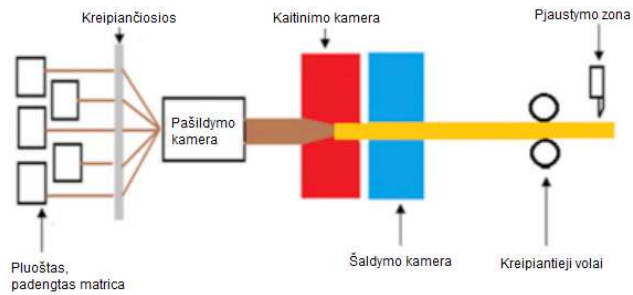 Kreipiančiosios
Kaitinimo kamera
Pjaustymo zona
Pašildymo
kamera
Pluoštas,
padengtas matrica
Šaldymo kamera
Kreipiantieji volai